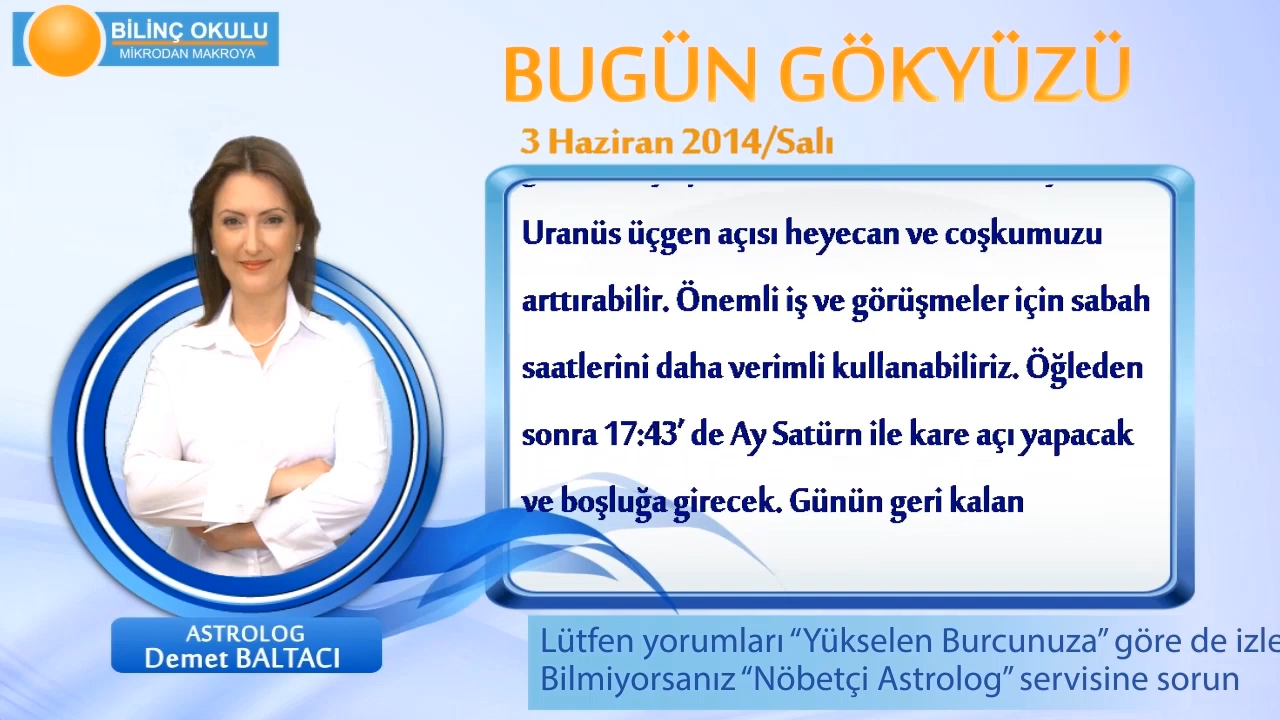 BİLİNÇ OKULU
MİKRODAN MAKROYA
BUGÜN GÖKYÜZÜ
3 Haziran 2014/Salı
Uranüs üçgen açısı heyecan ve coşkumuzu
arttırabilir. Önemli iş ve görüşmeler için sabah
saatlerini daha verimli kullanabiliriz. Öğleden
sonra 17:43’ de Ay Satürn ile kare açı yapacak
ve boşluğa girecek. Günün geri kalan
ASTROLOG
Demet BALTACI
Lütfen yorumları “Yükselen Burcunuza” göre de izle
Bilmiyorsanız “Nöbetçi Astrolog” servisine sorun